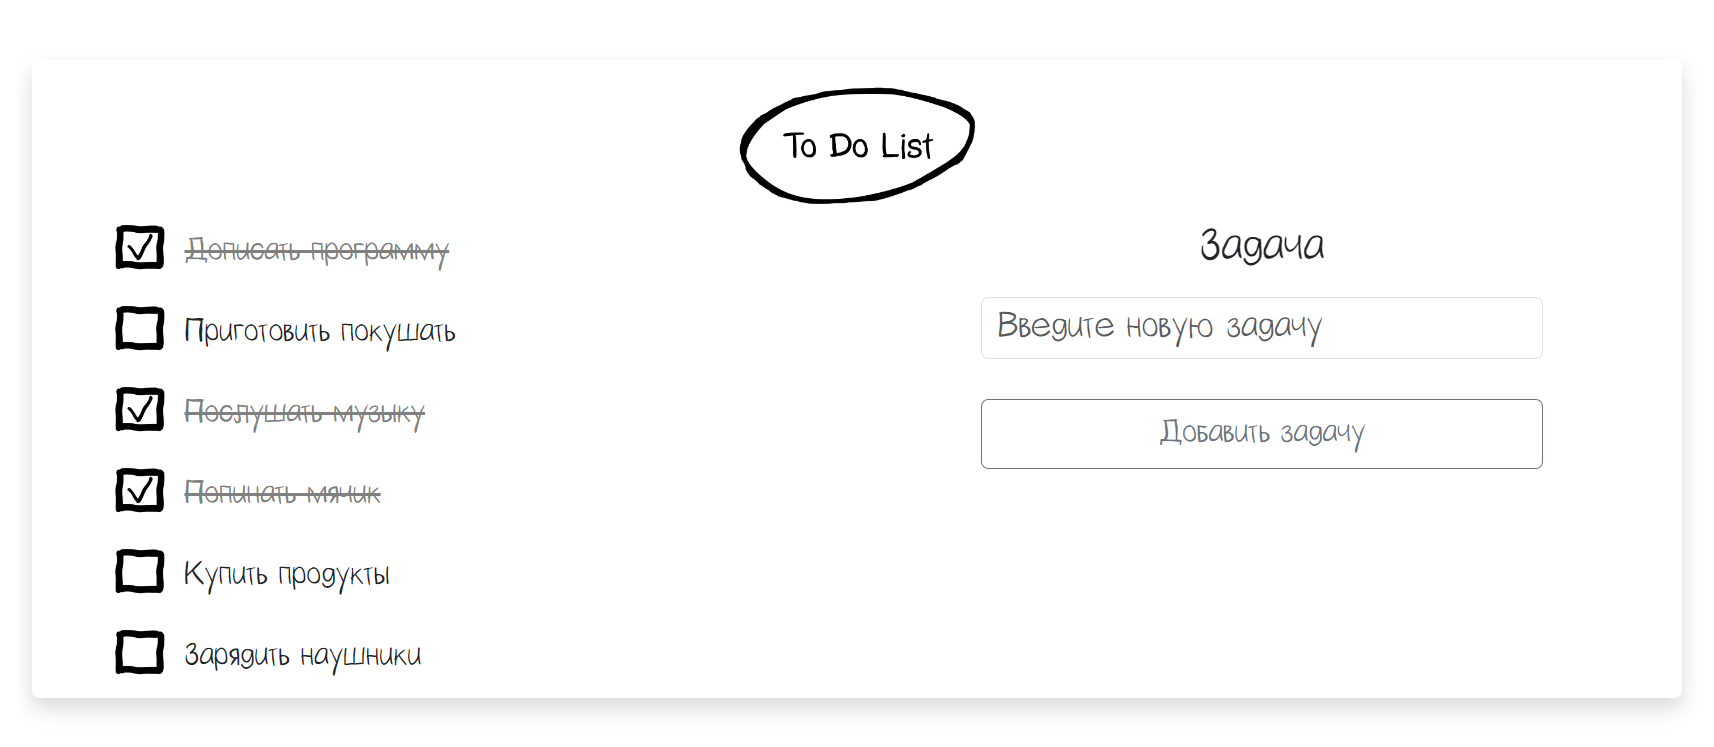 To Do List
Дописать программу
Приготовить покушать
Послушать музыку
Попинать мячик
Купить продукты
Зарядить наушники
Задача
Введите новую задачу
Добавить задачу